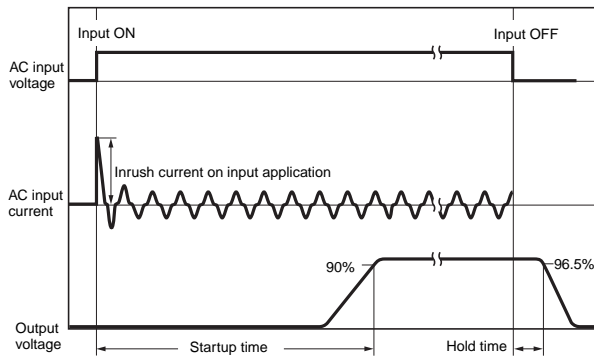 Input ON
Input OFF
AC input
voltage
Inrush current on input application
AC input
current
90%
96.5%
Output
voltage
Startup time
Hold time